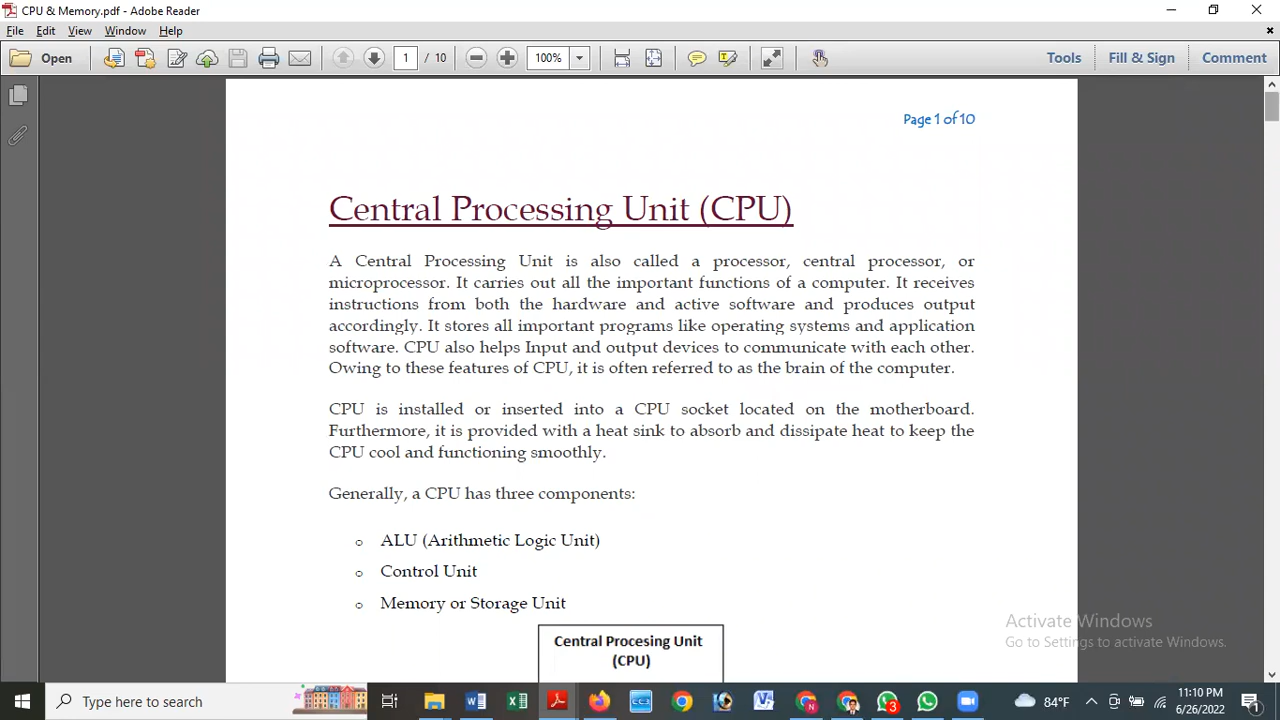 CPU & Memory.pdf - Adobe Reader
File Edit View Window Help
Open 1 / 10 100% Tools Fill & Sign Comment
Page 1 of 10
Central Processing Unit (CPU)
A Central Processing Unit is also called a processor, central processor, or
microprocessor. It carries out all the important functions of a computer. It receives
instructions from both the hardware and active software and produces output
accordingly. It stores all important programs like operating systems and application
software. CPU also helps Input and output devices to communicate with each other.
Owing to these features of CPU, it is often referred to as the brain of the computer.
CPU is installed or inserted into a CPU socket located on the motherboard.
Furthermore, it is provided with a heat sink to absorb and dissipate heat to keep the
CPU cool and functioning smoothly.
Generally, a CPU has three components:
o ALU (Arithmetic Logic Unit)
o Control Unit
o Memory or Storage Unit
Central Procesing Unit
(CPU)
Activate Windows
Go to Settings to activate Windows.
Type here to search
84°F
11:10 PM
6/26/2022
3
1